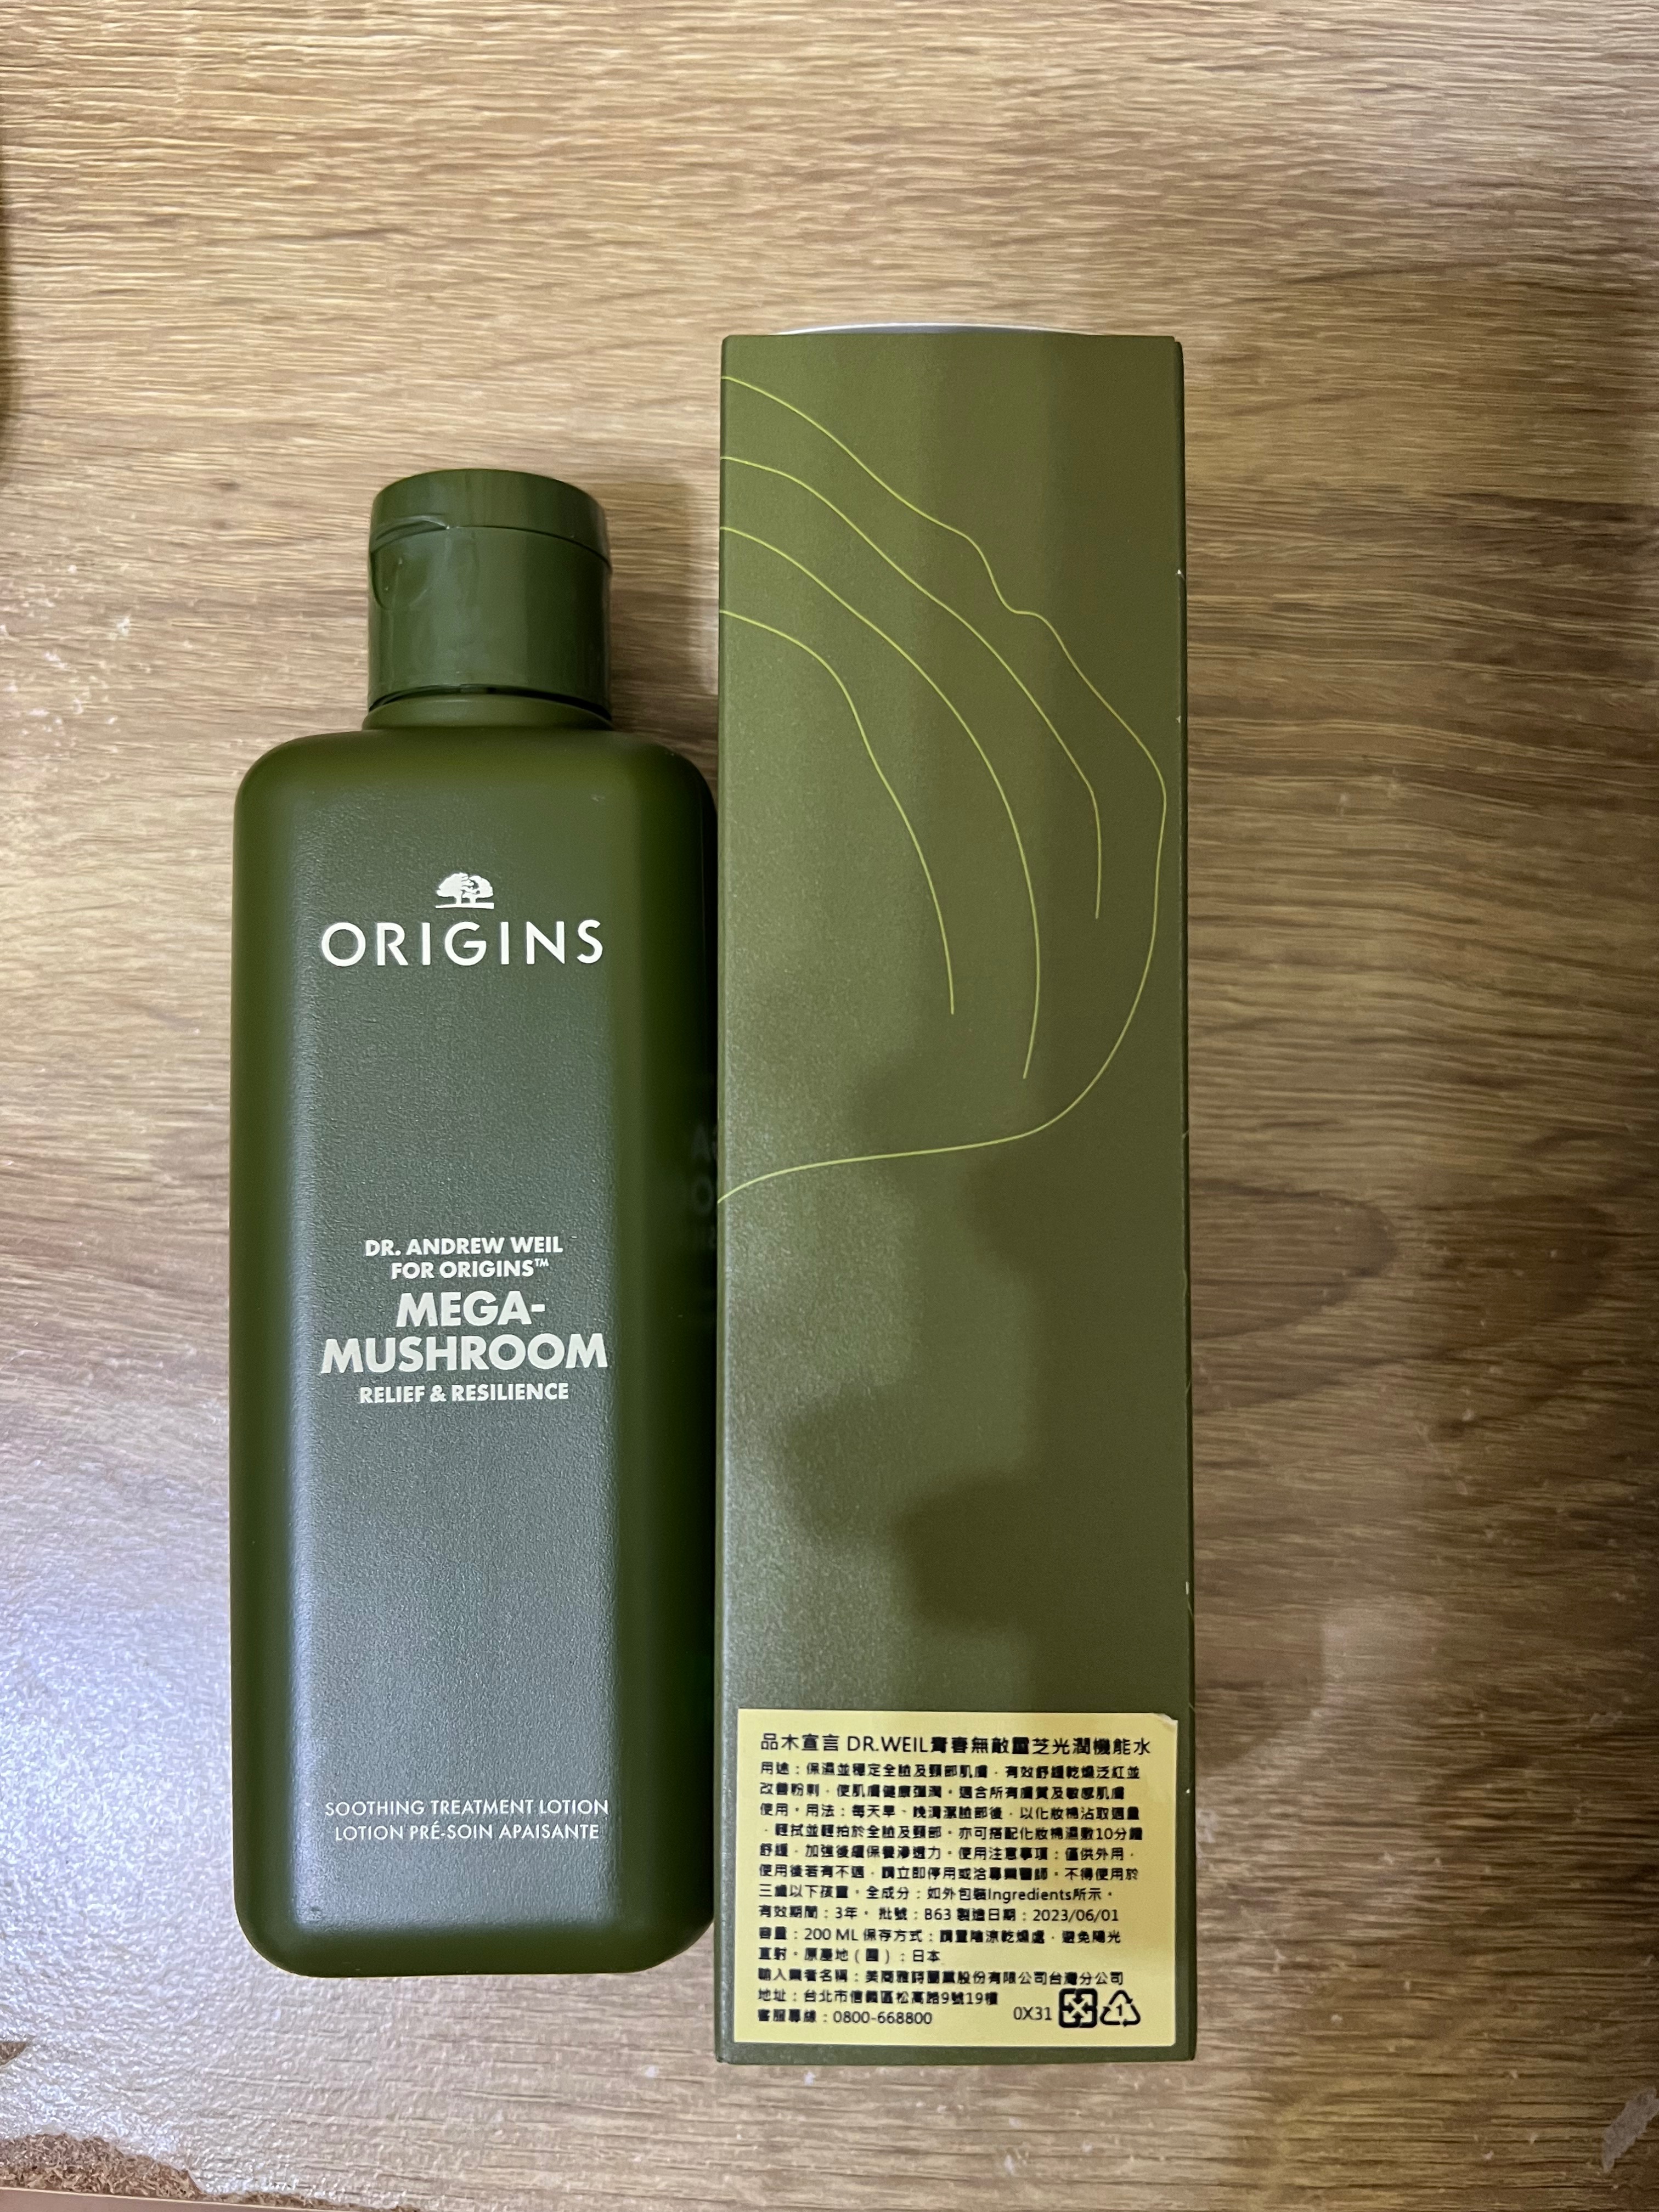 ORIGINS
DR. ANDREW WEIL
FOR ORIGINS™
MEGA-
MUSHROOM
RELIEF & RESILIENCE
SOOTHING TREATMENT LOTION
LOTION PRÉ-SOIN APAISANTE
品木宣言 DR.WEIL青春無敵靈芝光潤機能水
用途：保濕並穩定全臉及頸部肌膚，有效舒緩乾燥泛紅並
改善粉刺，使肌膚健康彈潤。適合所有膚質及敏感肌膚
使用。用法：每天早、晚清潔臉部後，以化妝棉沾取適量
，輕拭並輕拍於全臉及頸部。亦可搭配化妝棉濕敷10分鐘
舒緩，加強後續保養滲透力。使用注意事項：僅供外用，
使用後若有不適，請立即停用或洽專業醫師。不得使用於
三歲以下孩童。全成分：如外包裝Ingredients所示。
有效期間：3年。 批號：B63 製造日期：2023/06/01
容量：200 ML 保存方式：請置陰涼乾燥處，避免陽光
直射。原產地（國）：日本
輸入業者名稱：美商雅詩蘭黛股份有限公司台灣分公司
地址：台北市信義區松高路9號19樓
客服專線：0800-668800
0X31
1